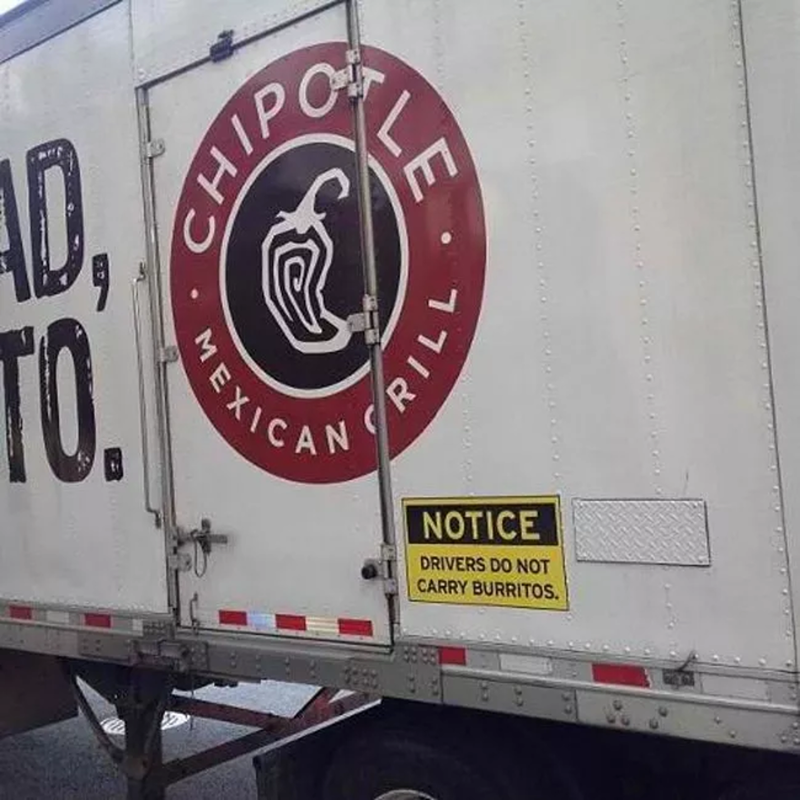 AD,
TO.
CHIPOTLE
MEXICAN GRILL
NOTICE
DRIVERS DO NOT
CARRY BURRITOS.